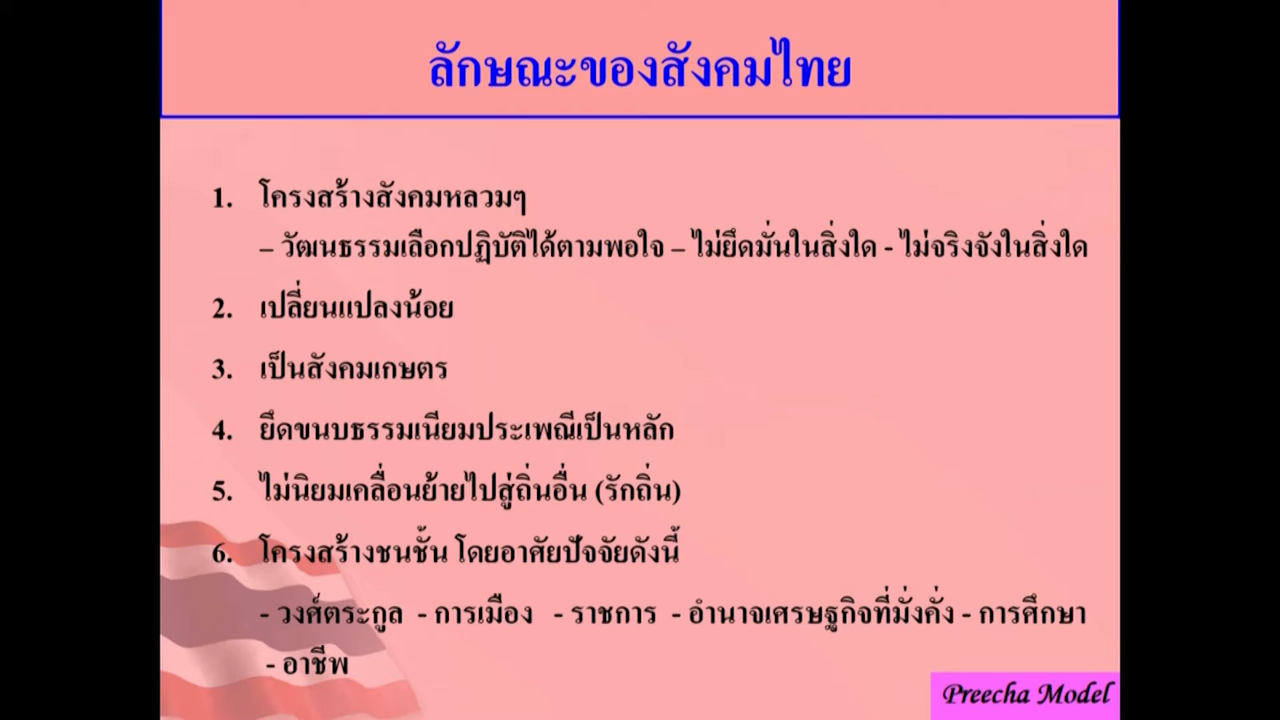 ลักษณะของสังคมไทย
1. โครงสร้างสังคมหลวมๆ
– วัฒนธรรมเลือกปฏิบัติได้ตามพอใจ – ไม่ยึดมั่นในสิ่งใด - ไม่จริงจังในสิ่งใด
2. เปลี่ยนแปลงน้อย
3. เป็นสังคมเกษตร
4. ยึดขนบธรรมเนียมประเพณีเป็นหลัก
5. ไม่นิยมเคลื่อนย้ายไปสู่ถิ่นอื่น (รักถิ่น)
6. โครงสร้างชนชั้น โดยอาศัยปัจจัยดังนี้
- วงศ์ตระกูล - การเมือง - ราชการ - อำนาจเศรษฐกิจที่มั่งคั่ง - การศึกษา
- อาชีพ
Preecha Model